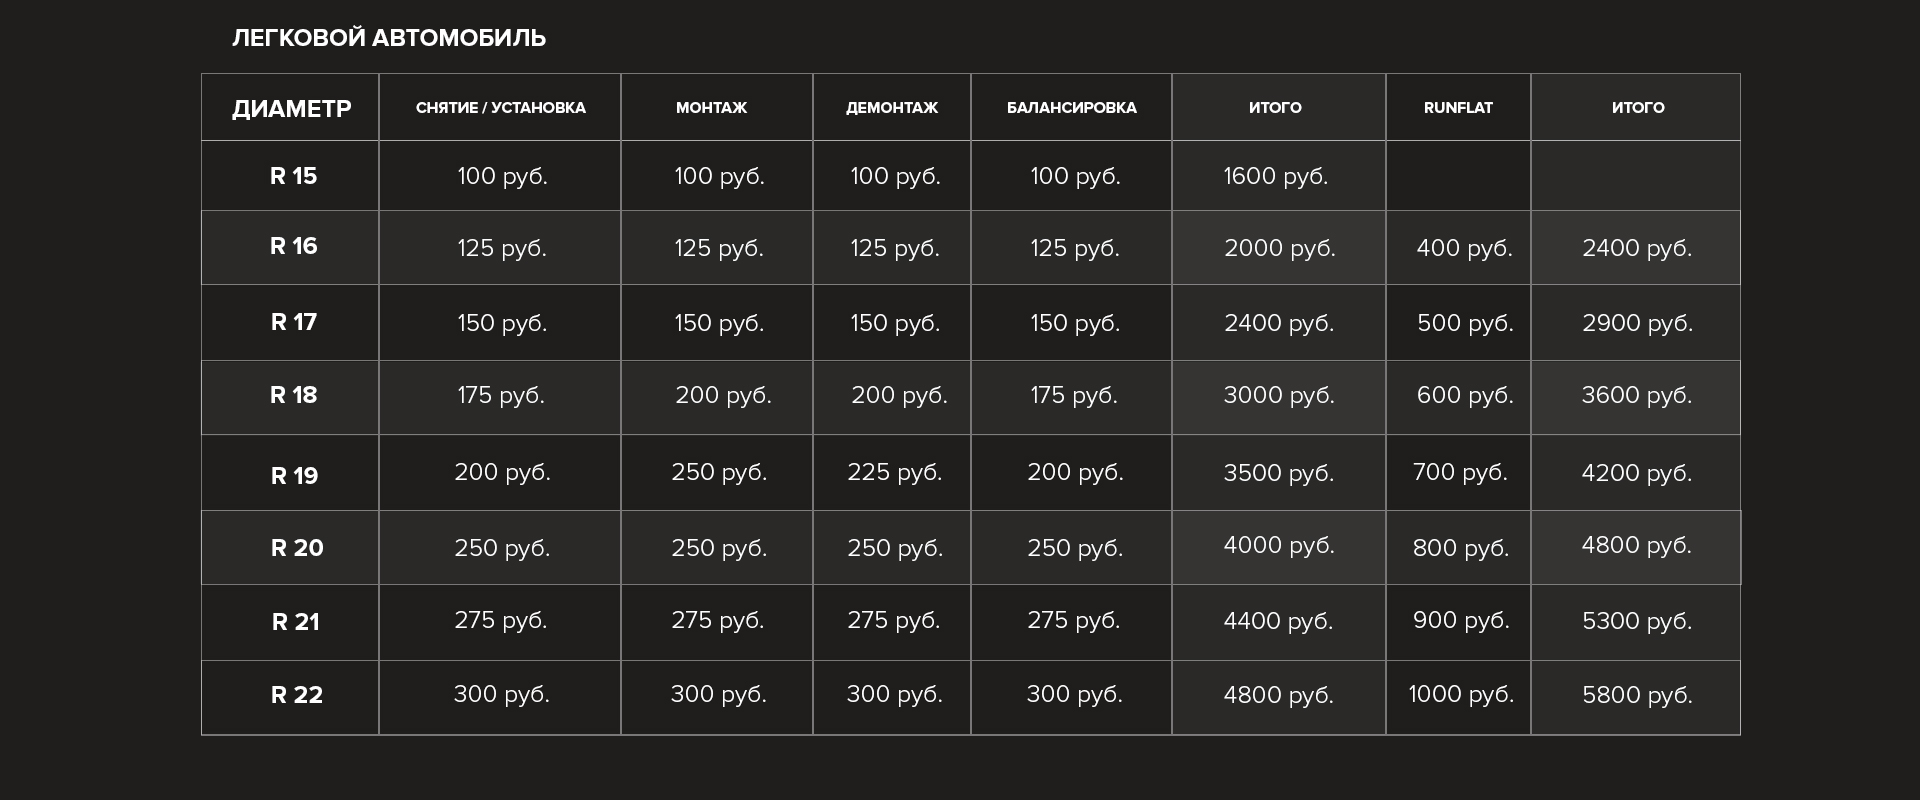 ЛЕГКОВОЙ АВТОМОБИЛЬ
ДИАМЕТР СНЯТИЕ / УСТАНОВКА МОНТАЖ ДЕМОНТАЖ БАЛАНСИРОВКА ИТОГО RUNFLAT ИТОГО
R 15 100 руб. 100 руб. 100 руб. 100 руб. 1600 руб.
R 16 125 руб. 125 руб. 125 руб. 125 руб. 2000 руб. 400 руб. 2400 руб.
R 17 150 руб. 150 руб. 150 руб. 150 руб. 2400 руб. 500 руб. 2900 руб.
R 18 175 руб. 200 руб. 200 руб. 175 руб. 3000 руб. 600 руб. 3600 руб.
R 19 200 руб. 250 руб. 225 руб. 200 руб. 3500 руб. 700 руб. 4200 руб.
R 20 250 руб. 250 руб. 250 руб. 250 руб. 4000 руб. 800 руб. 4800 руб.
R 21 275 руб. 275 руб. 275 руб. 275 руб. 4400 руб. 900 руб. 5300 руб.
R 22 300 руб. 300 руб. 300 руб. 300 руб. 4800 руб. 1000 руб. 5800 руб.